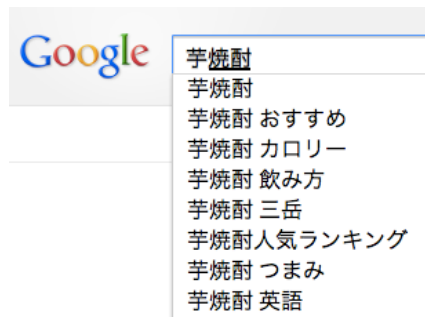 Google
芋焼酎
芋焼酎
芋焼酎 おすすめ
芋焼酎 カロリー
芋焼酎 飲み方
芋焼酎 三岳
芋焼酎人気ランキング
芋焼酎 つまみ
芋焼酎 英語